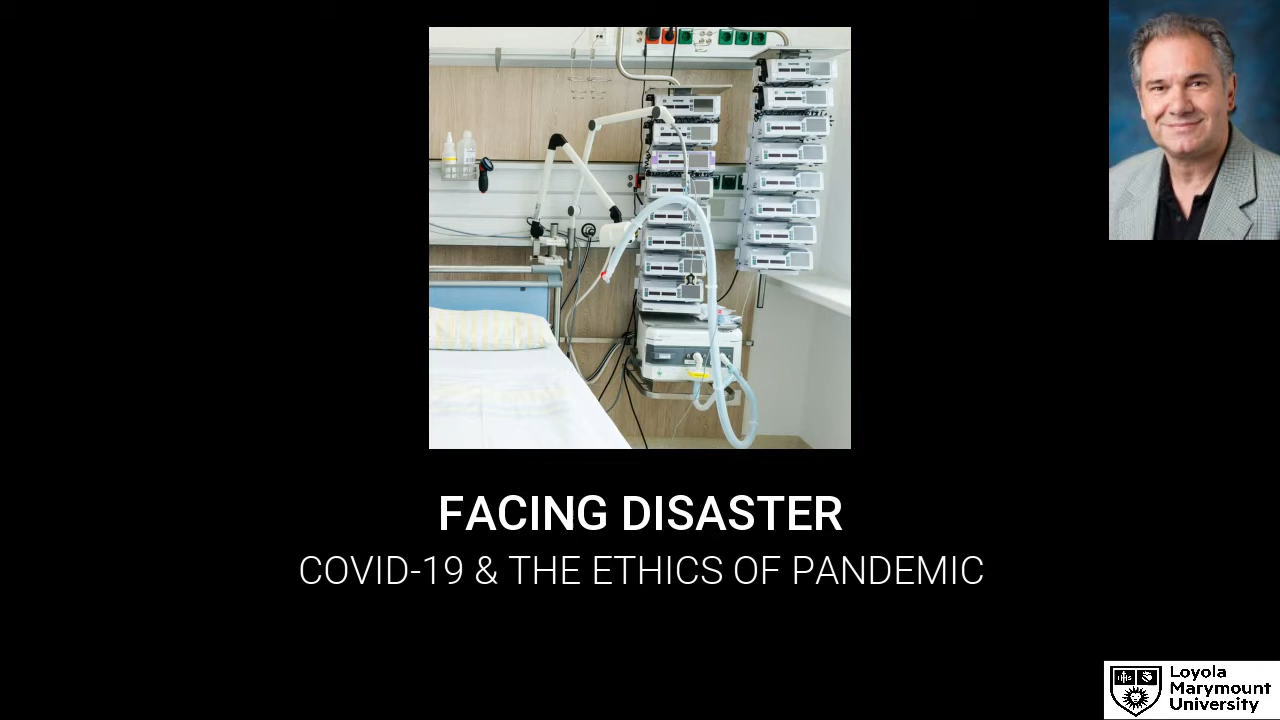 FACING DISASTER
COVID-19 & THE ETHICS OF PANDEMIC
Loyola
Marymount
University